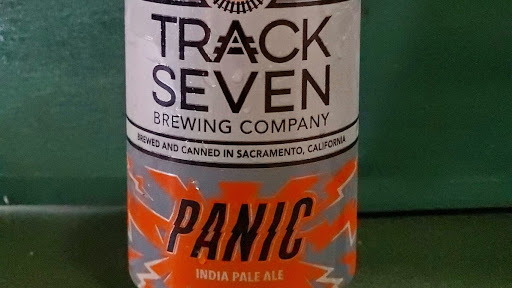 TRACK
SEVEN
BREWING COMPANY
BREWED AND CANNED IN SACRAMENTO, CALIFORNIA
PANIC
INDIA PALE ALE